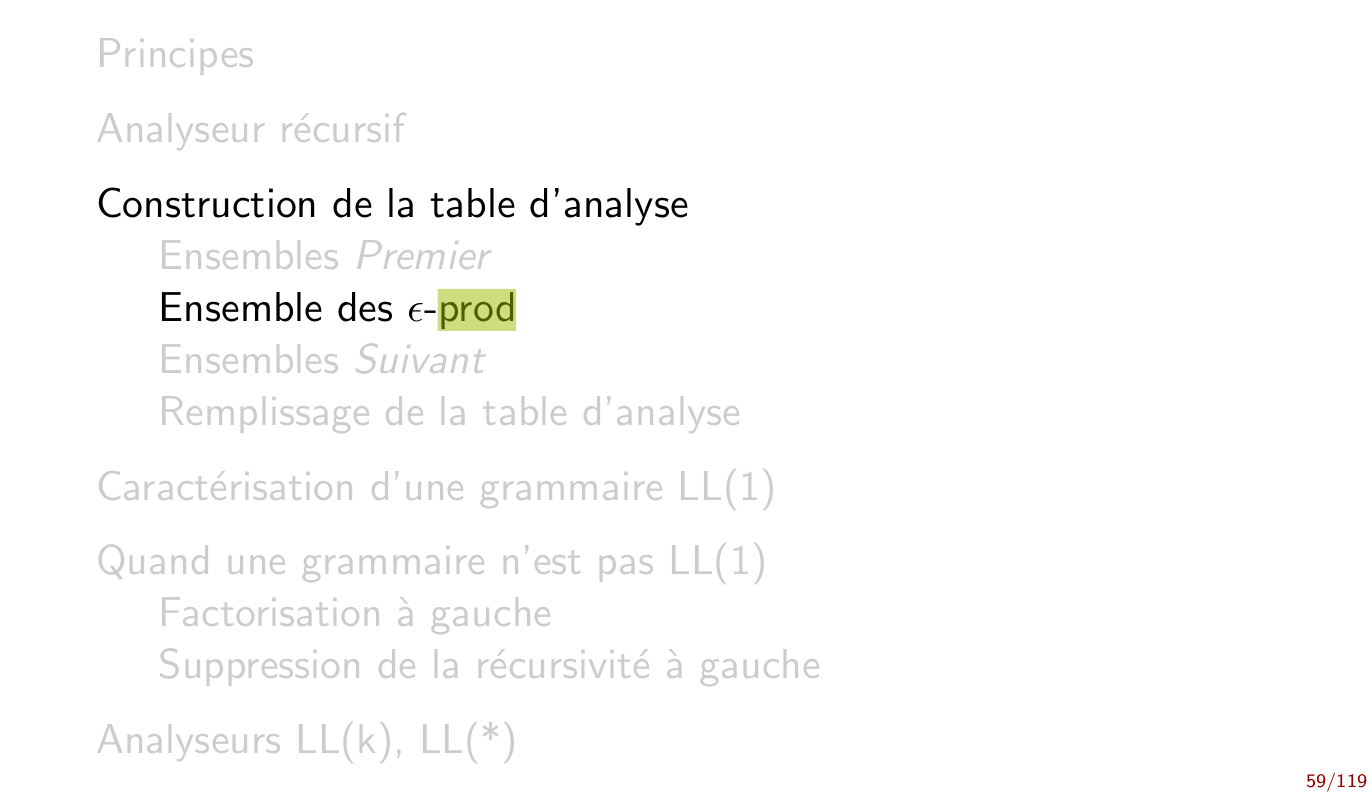 Principes
Analyseur récursif
Construction de la table d'analyse
Ensembles Premier
Ensemble des ϵ-prod
Ensembles Suivant
Remplissage de la table d'analyse
Caractérisation d'une grammaire LL(1)
Quand une grammaire n'est pas LL(1)
Factorisation à gauche
Suppression de la récursivité à gauche
Analyseurs LL(k), LL(*)
59/119